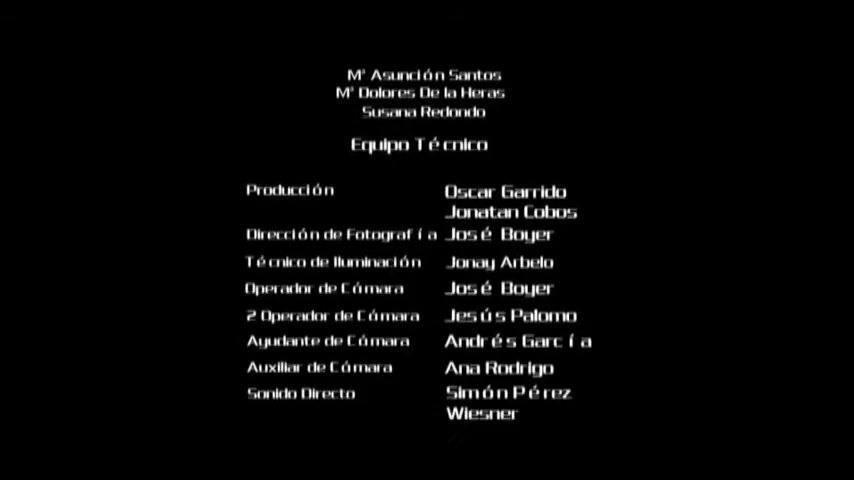 Mª Asunción Santos
Mª Dolores De la Heras
Susana Redondo
Equipo Técnico
Producción Oscar Garrido
Jonatan Cobos
Dirección de Fotografía José Boyer
Técnico de Iluminación Jonay Arbelo
Operador de Cámara José Boyer
2 Operador de Cámara Jesús Palomo
Ayudante de Cámara Andrés García
Auxiliar de Cámara Ana Rodrigo
Sonido Directo Simón Pérez
Wiesner